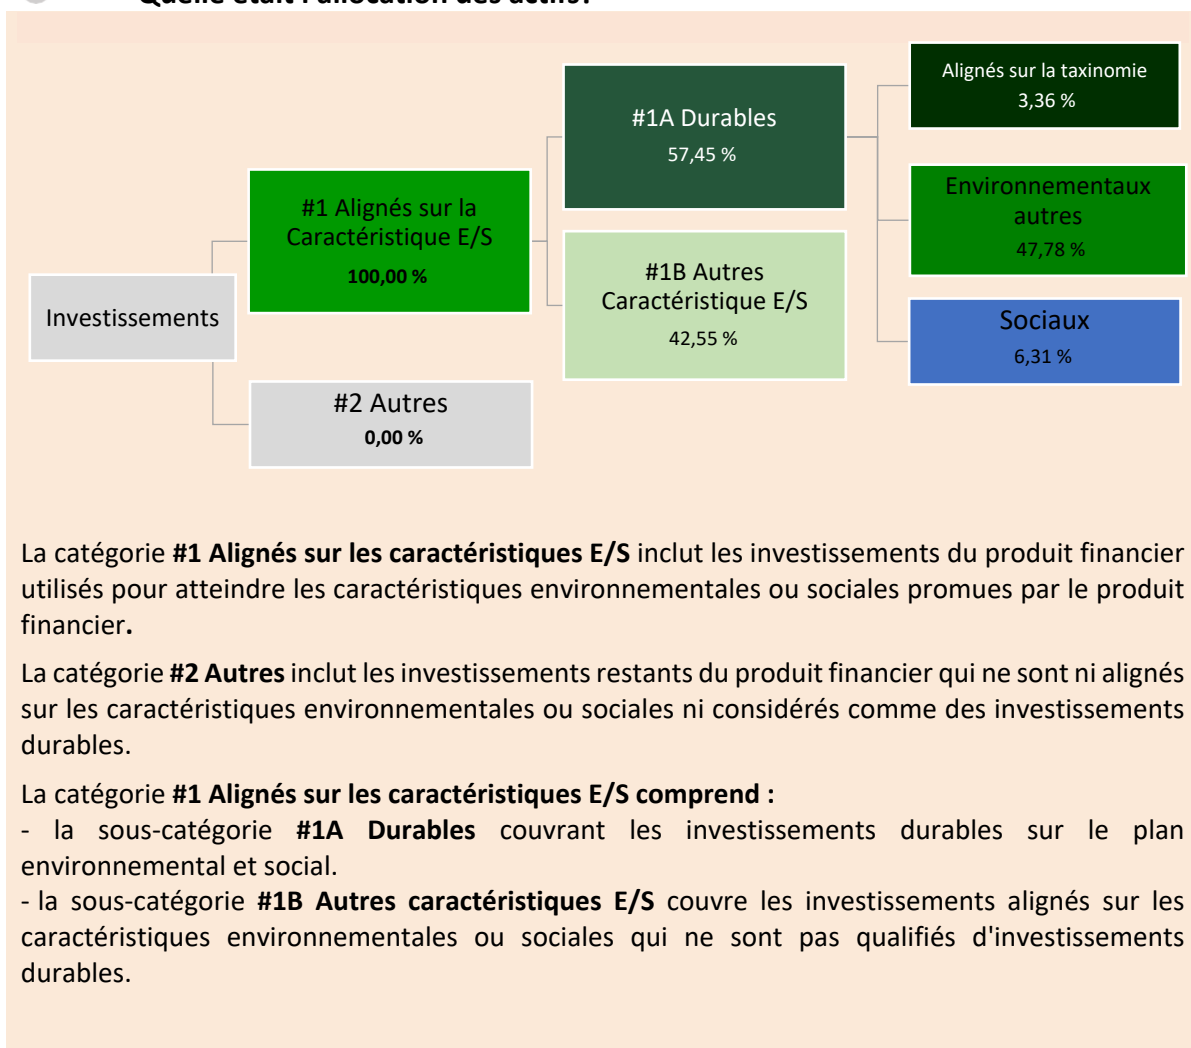 Quelle était l'allocation des actifs?
Alignés sur la taxinomie
3,36 %
#1A Durables
57,45 %
Environnementaux
autres
47,78 %
#1 Alignés sur la
Caractéristique E/S
100,00 %
#1B Autres
Caractéristique E/S
42,55 %
Investissements
Sociaux
6,31 %
#2 Autres
0,00 %
La catégorie #1 Alignés sur les caractéristiques E/S inclut les investissements du produit financier
utilisés pour atteindre les caractéristiques environnementales ou sociales promues par le produit
financier.
La catégorie #2 Autres inclut les investissements restants du produit financier qui ne sont ni alignés
sur les caractéristiques environnementales ou sociales ni considérés comme des investissements
durables.
La catégorie #1 Alignés sur les caractéristiques E/S comprend :
- la sous-catégorie #1A Durables couvrant les investissements durables sur le plan
environnemental et social.
- la sous-catégorie #1B Autres caractéristiques E/S couvre les investissements alignés sur les
caractéristiques environnementales ou sociales qui ne sont pas qualifiés d'investissements
durables.